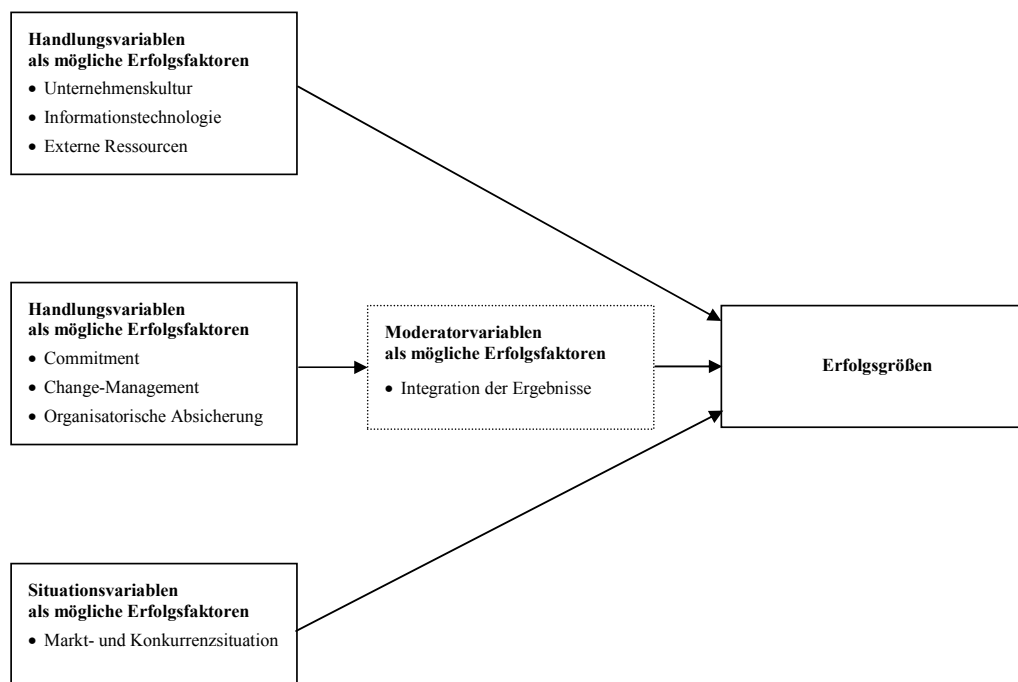 Handlungsvariablen
als mögliche Erfolgsfaktoren
• Unternehmenskultur
• Informationstechnologie
• Externe Ressourcen
Handlungsvariablen
als mögliche Erfolgsfaktoren
• Commitment
• Change-Management
• Organisatorische Absicherung
Moderatorvariablen
als mögliche Erfolgsfaktoren
• Integration der Ergebnisse
Erfolgsgrößen
Situationsvariablen
als mögliche Erfolgsfaktoren
• Markt- und Konkurrenzsituation